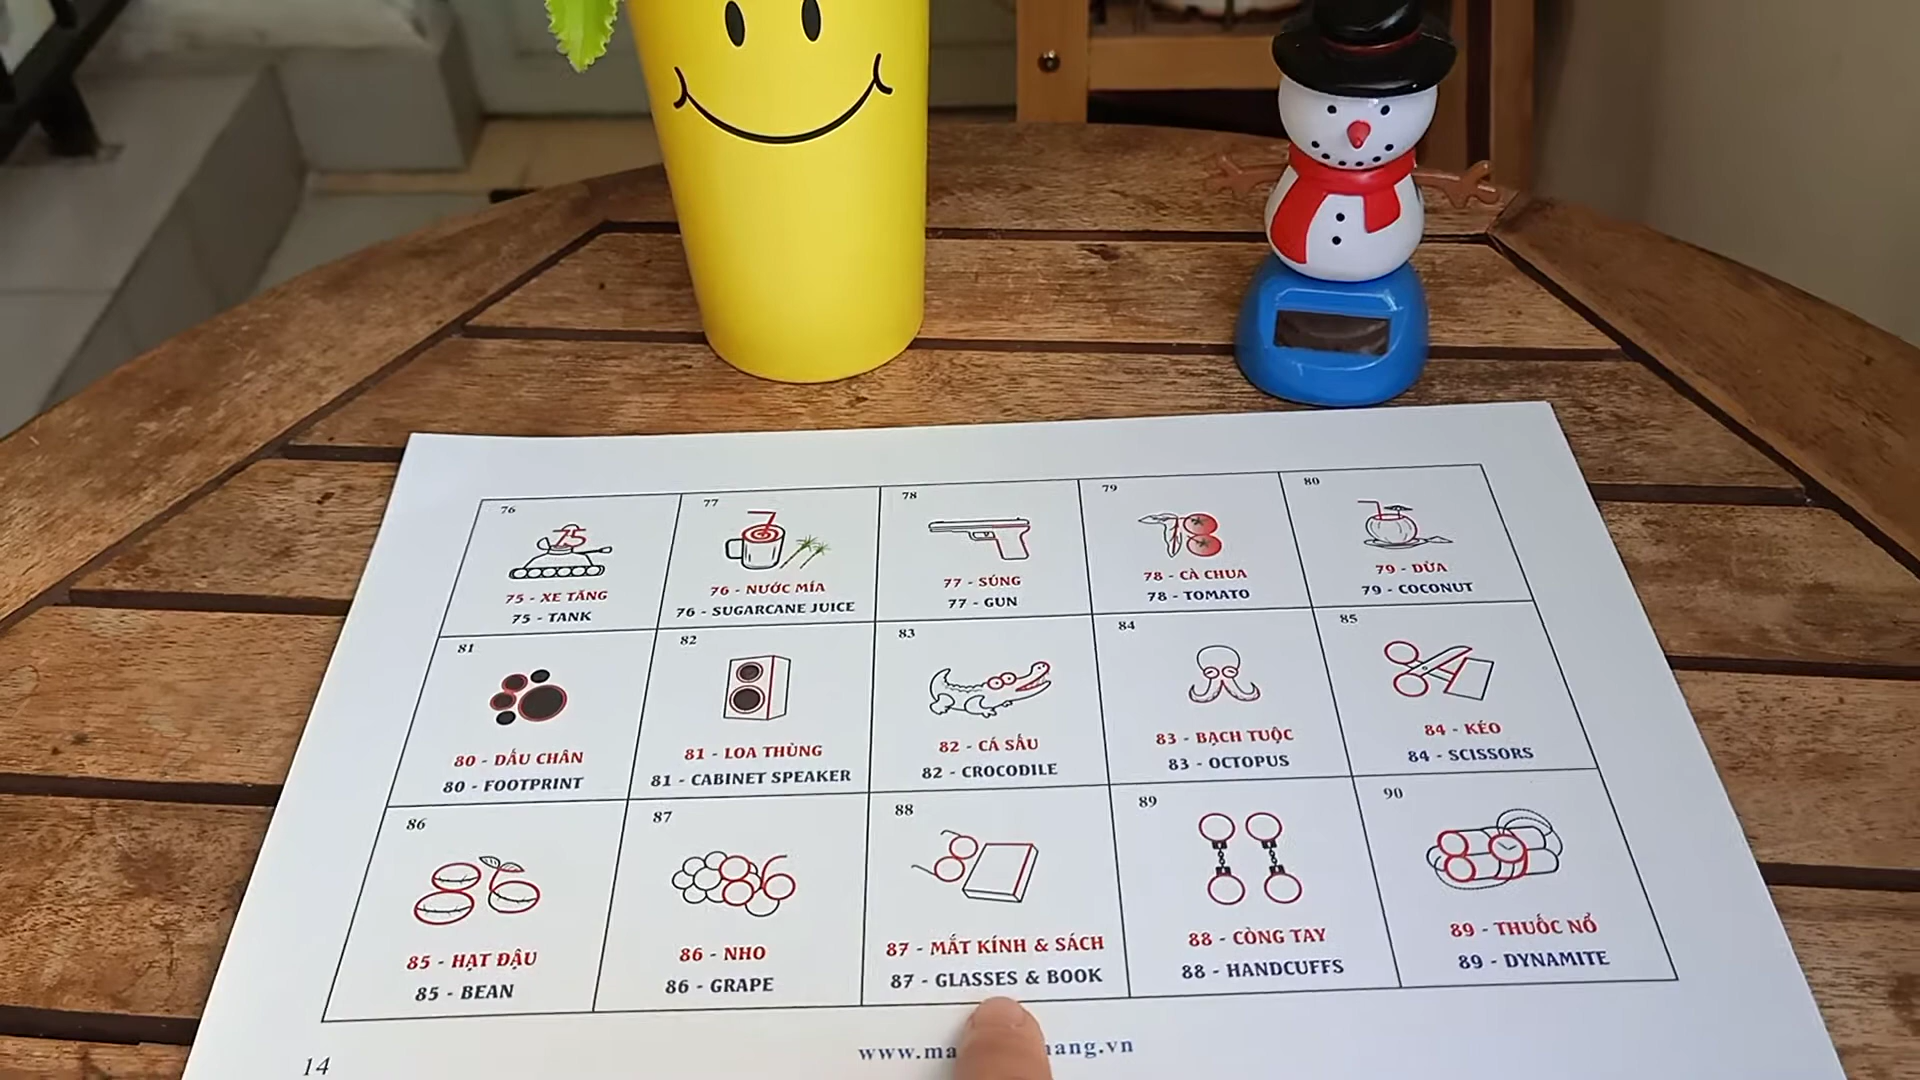 76
75
75 - XE TĂNG
75 - TANK
77
76 - NƯỚC MÍA
76 - SUGARCANE JUICE
78
77 - SÚNG
77 - GUN
79
78 - CÀ CHUA
78 - TOMATO
80
79 - DỪA
79 - COCONUT
81
80 - DẤU CHÂN
80 - FOOTPRINT
82
81 - LOA THÙNG
81 - CABINET SPEAKER
83
82 - CÁ SẤU
82 - CROCODILE
84
83 - BẠCH TUỘC
83 - OCTOPUS
85
84 - KÉO
84 - SCISSORS
86
85 - HẠT ĐẬU
85 - BEAN
87
86 - NHO
86 - GRAPE
88
87 - MẮT KÍNH & SÁCH
87 - GLASSES & BOOK
89
88 - CÒNG TAY
88 - HANDCUFFS
90
89 - THUỐC NỔ
89 - DYNAMITE
14